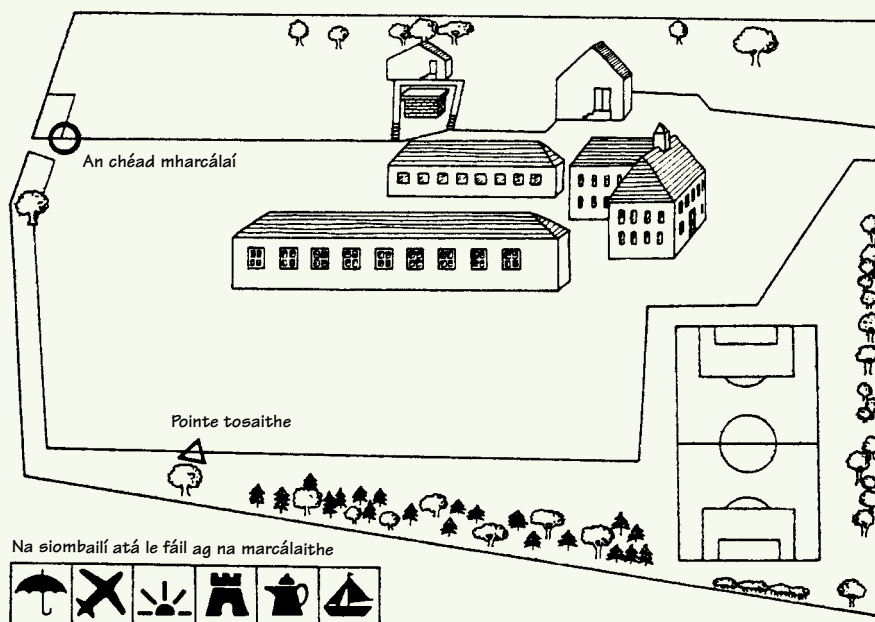 An chéad mharcálaí
Pointe tosaithe
Na siombailí atá le fáil ag na marcálaithe